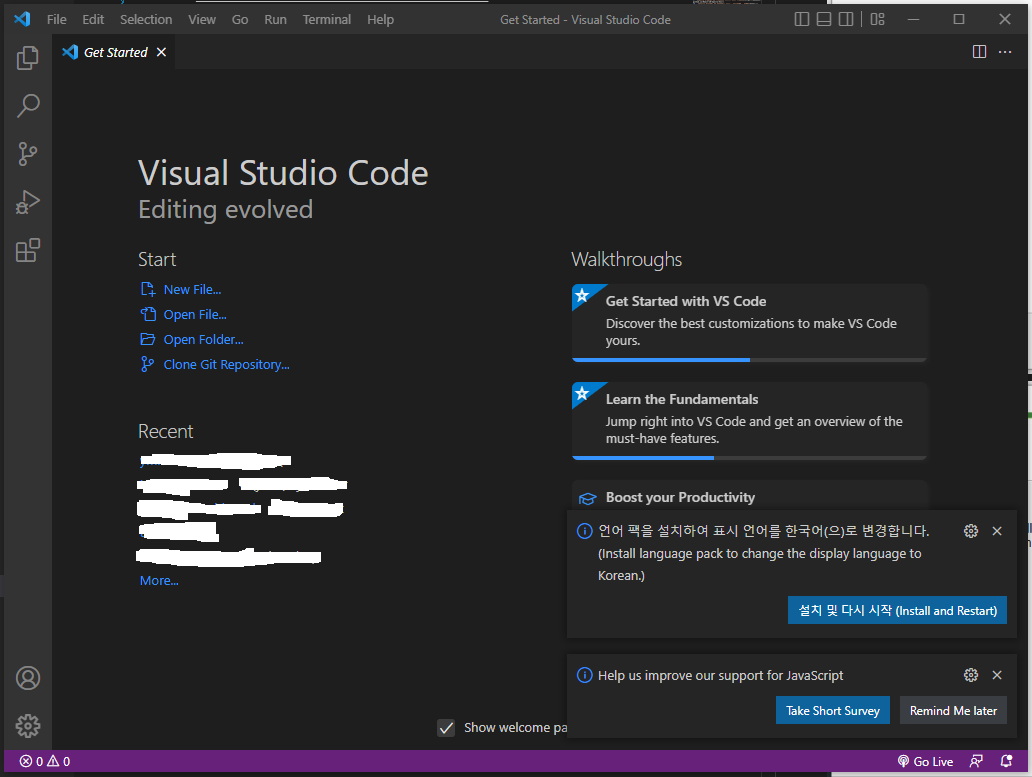 File Edit Selection View Go Run Terminal Help Get Started - Visual Studio Code
Get Started
Visual Studio Code
Editing evolved
Start
New File...
Open File...
Open Folder...
Clone Git Repository...
Recent
More...
Walkthroughs
Get Started with VS Code
Discover the best customizations to make VS Code
yours.
Learn the Fundamentals
Jump right into VS Code and get an overview of the
must-have features.
Boost your Productivity
언어 팩을 설치하여 표시 언어를 한국어(으)로 변경합니다.
(Install language pack to change the display language to
Korean.)
설치 및 다시 시작 (Install and Restart)
Help us improve our support for JavaScript
Take Short Survey Remind Me later
Show welcome pa
0 0 Go Live